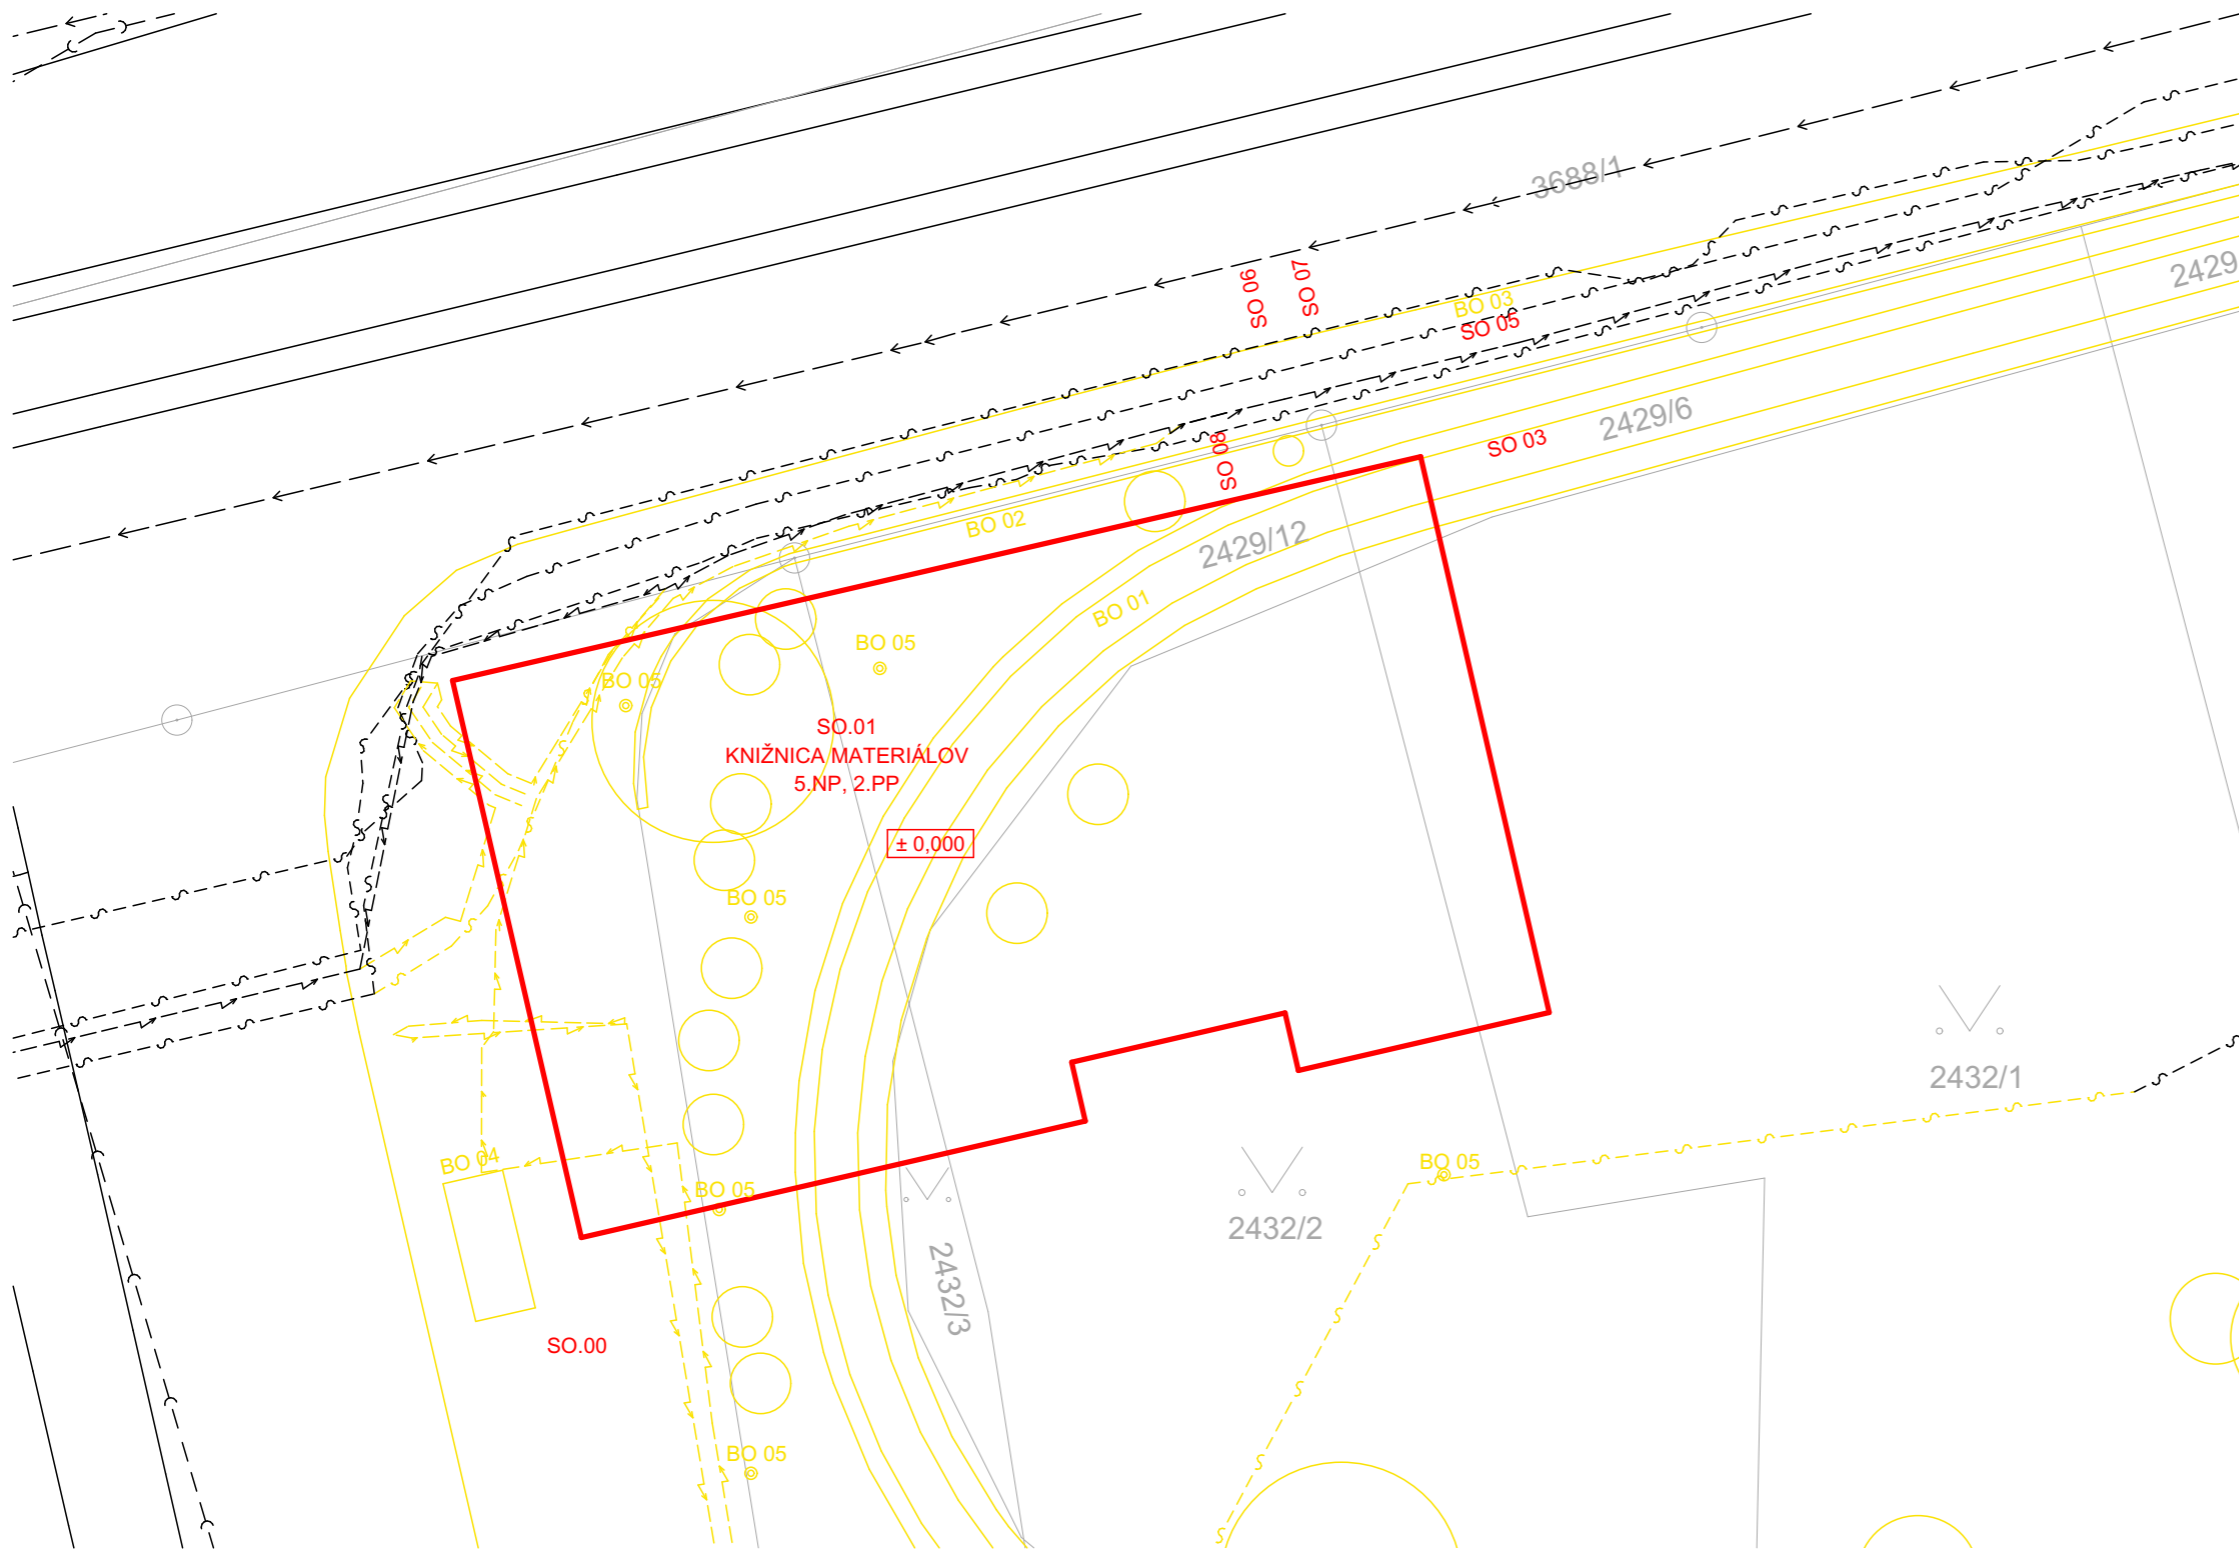 3688/1
2429
SO 06
SO 07
BO 03
SO 05
2429/6
SO 03
SO 08
BO 02
2429/12
BO 01
BO 05
BO 05
SO.01
KNIŽNICA MATERIÁLOV
5.NP, 2.PP
± 0,000
BO 05
2432/1
BO 04
BO 05
BO 05
2432/2
2432/3
SO.00
BO 05